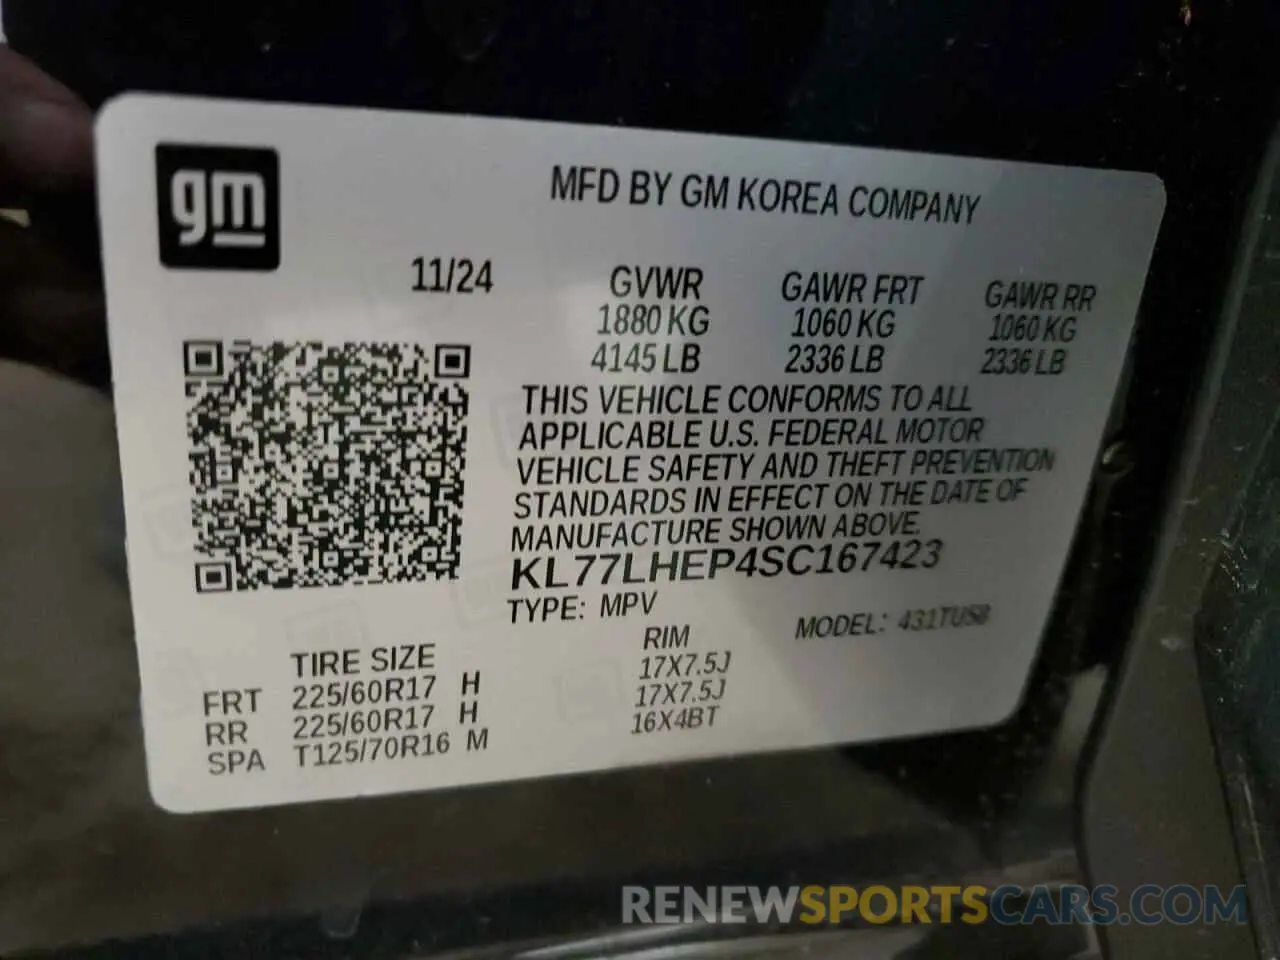 gm
MFD BY GM KOREA COMPANY
11/24
GVWR GAWR FRT GAWR RR
1880 KG 1060 KG 1060 KG
4145 LB 2336 LB 2336 LB
THIS VEHICLE CONFORMS TO ALL
APPLICABLE U.S. FEDERAL MOTOR
VEHICLE SAFETY AND THEFT PREVENTION
STANDARDS IN EFFECT ON THE DATE OF
MANUFACTURE SHOWN ABOVE.
KL77LHEP4SC167423
TYPE: MPV MODEL: 431TUS8
TIRE SIZE RIM
FRT 225/60R17 H 17X7.5J
RR 225/60R17 H 17X7.5J
SPA T125/70R16 M 16X4BT
RENEWSPORTSCARS.COM